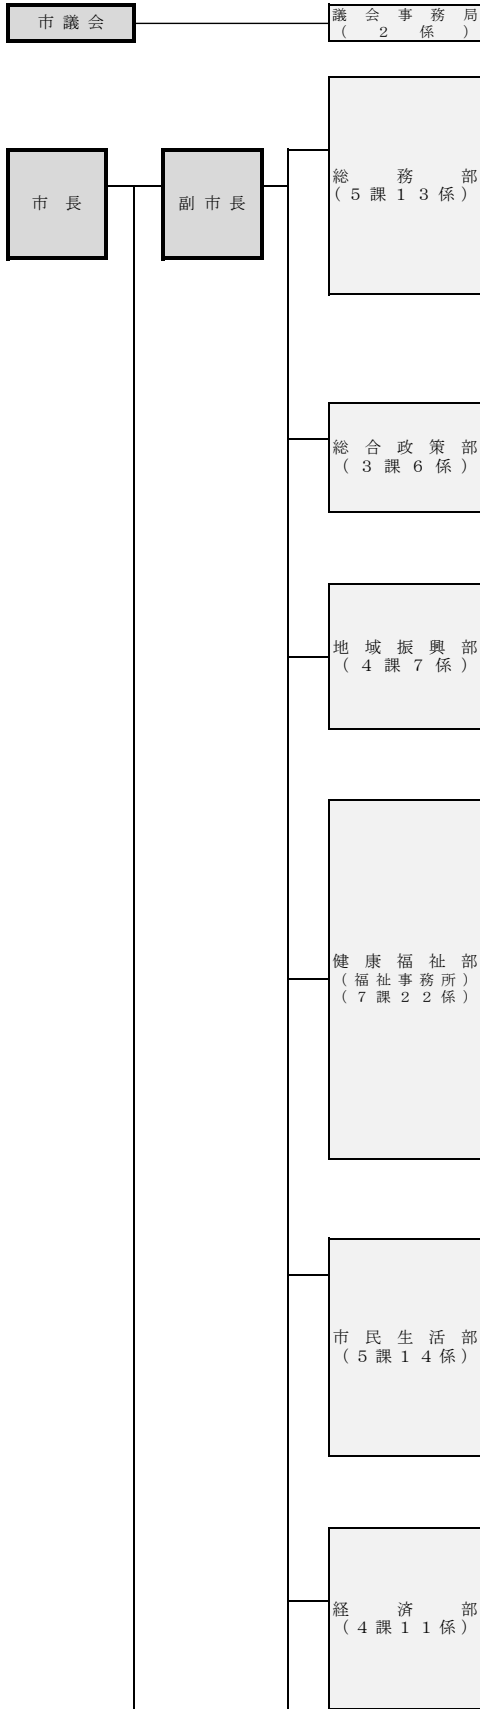 市議会
議会事務局
（２係）
総務部
（５課１３係）
市長
副市長
総合政策部
（３課６係）
地域振興部
（４課７係）
健康福祉部
（福祉事務所）
（７課２２係）
市民生活部
（５課１４係）
経済部
（４課１１係）